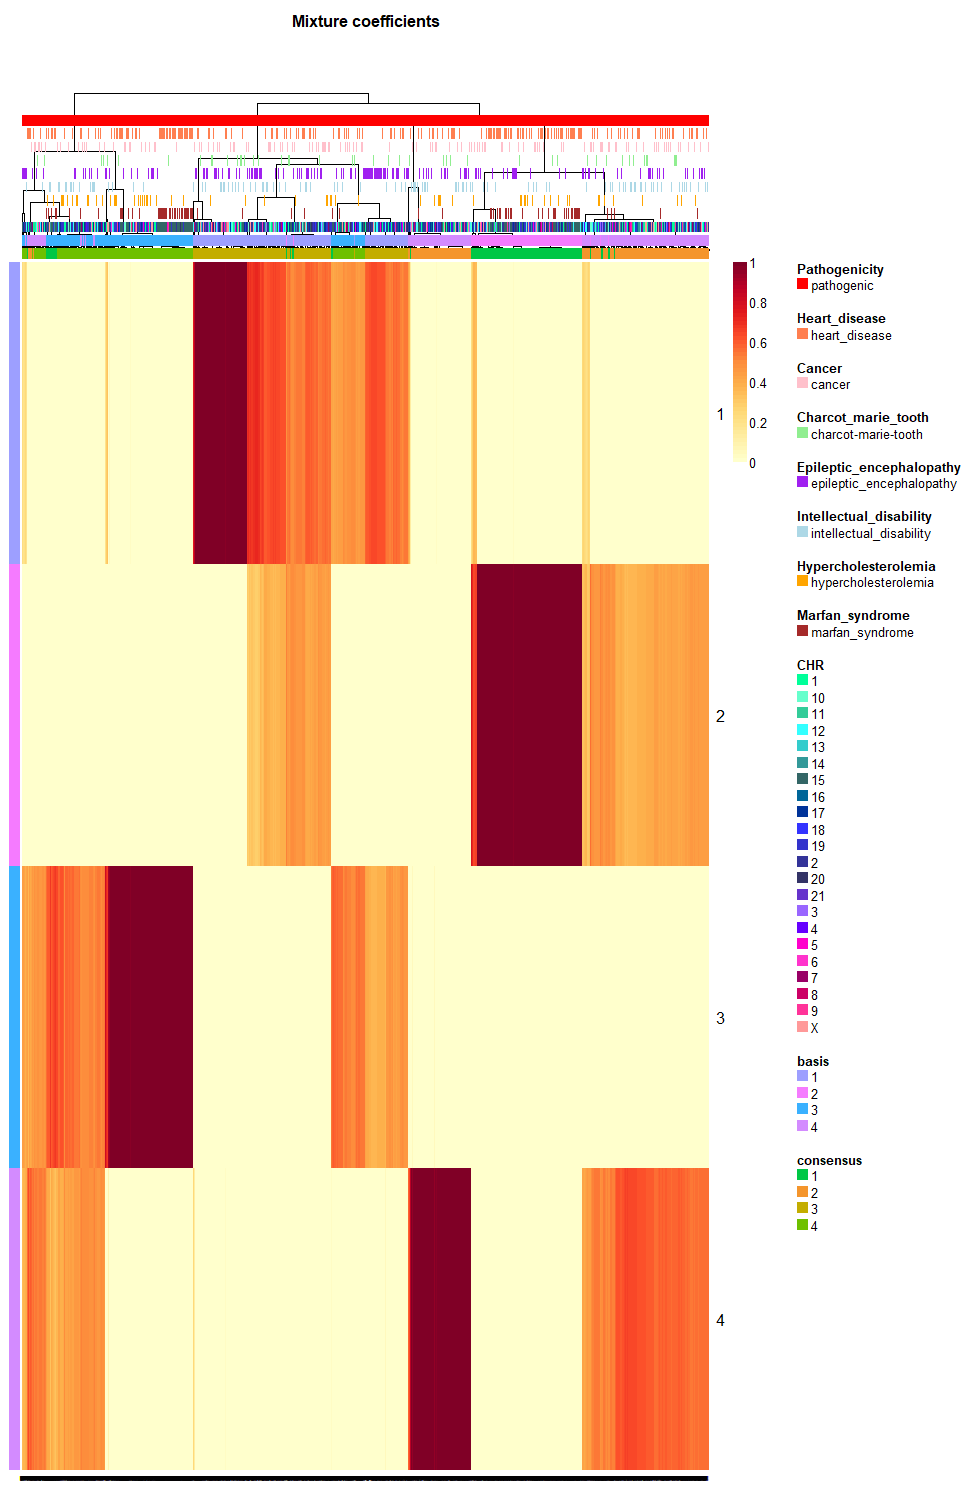 Mixture coefficients
1
0.8
0.6
0.4
0.2
0
1
2
3
4
Pathogenicity
pathogenic
Heart_disease
heart_disease
Cancer
cancer
Charcot_marie_tooth
charcot-marie-tooth
Epileptic_encephalopathy
epileptic_encephalopathy
Intellectual_disability
intellectual_disability
Hypercholesterolemia
hypercholesterolemia
Marfan_syndrome
marfan_syndrome
CHR
1
10
11
12
13
14
15
16
17
18
19
2
20
21
3
4
5
6
7
8
9
X
basis
1
2
3
4
consensus
1
2
3
4